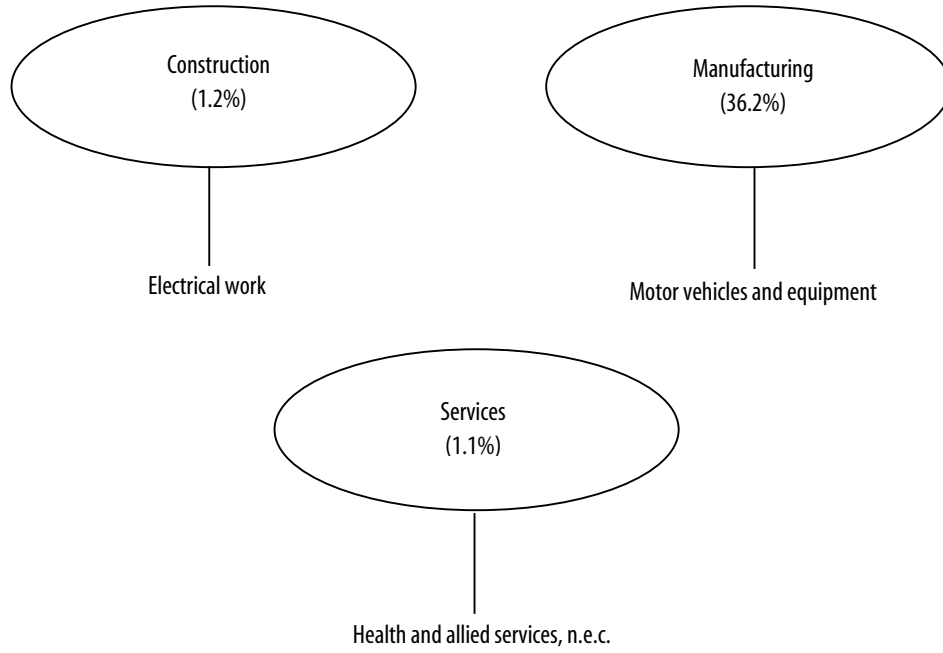 Construction
(1.2%)
Manufacturing
(36.2%)
Electrical work
Motor vehicles and equipment
Services
(1.1%)
Health and allied services, n.e.c.